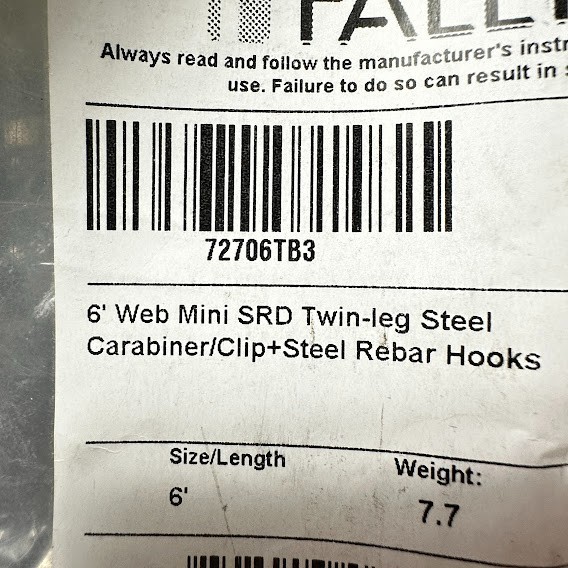 Always read and follow the manufacturer's
use. Failure to do so can result in
72706TB3
6' Web Mini SRD Twin-leg Steel
Carabiner/Clip+Steel Rebar Hooks
Size/Length Weight:
6' 7.7